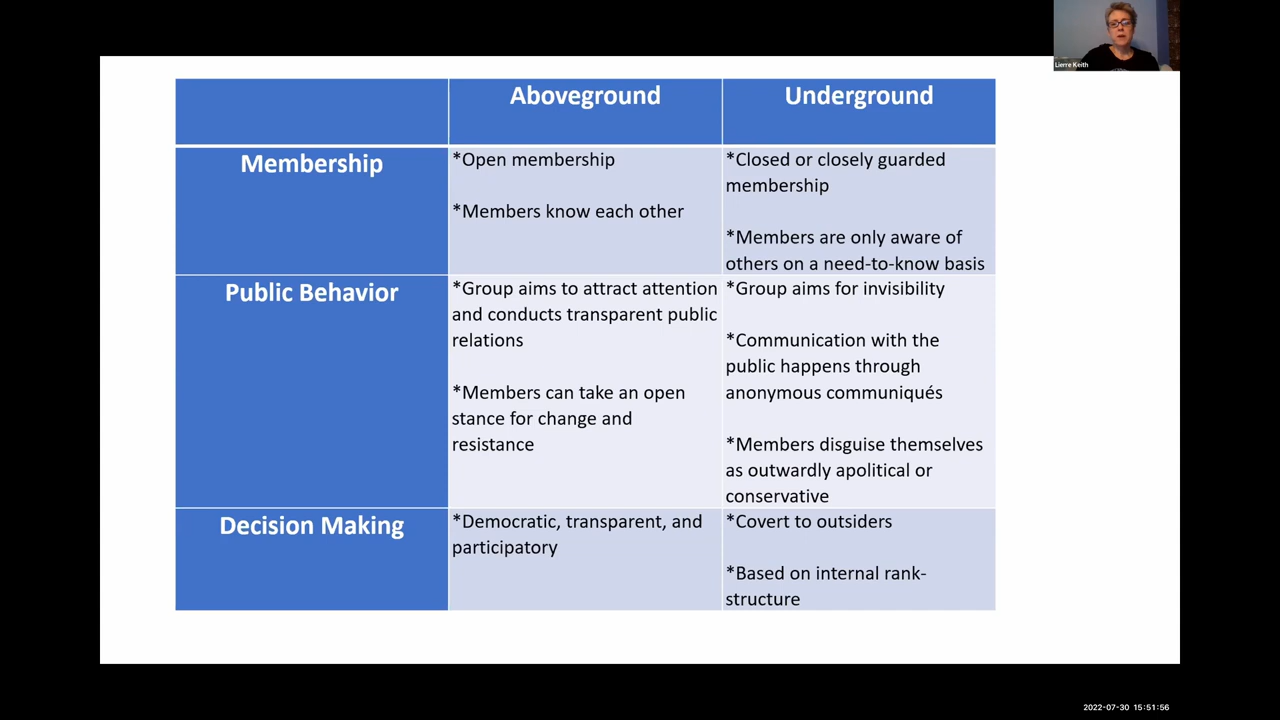 Lierre Keith
Aboveground
Underground
Membership
*Open membership
*Members know each other
*Closed or closely guarded
membership
*Members are only aware of
others on a need-to-know basis
Public Behavior
*Group aims to attract attention
and conducts transparent public
relations
*Members can take an open
stance for change and
resistance
*Group aims for invisibility
*Communication with the
public happens through
anonymous communiqués
*Members disguise themselves
as outwardly apolitical or
conservative
Decision Making
*Democratic, transparent, and
participatory
*Covert to outsiders
*Based on internal rank-
structure
2022-07-30 15:51:56